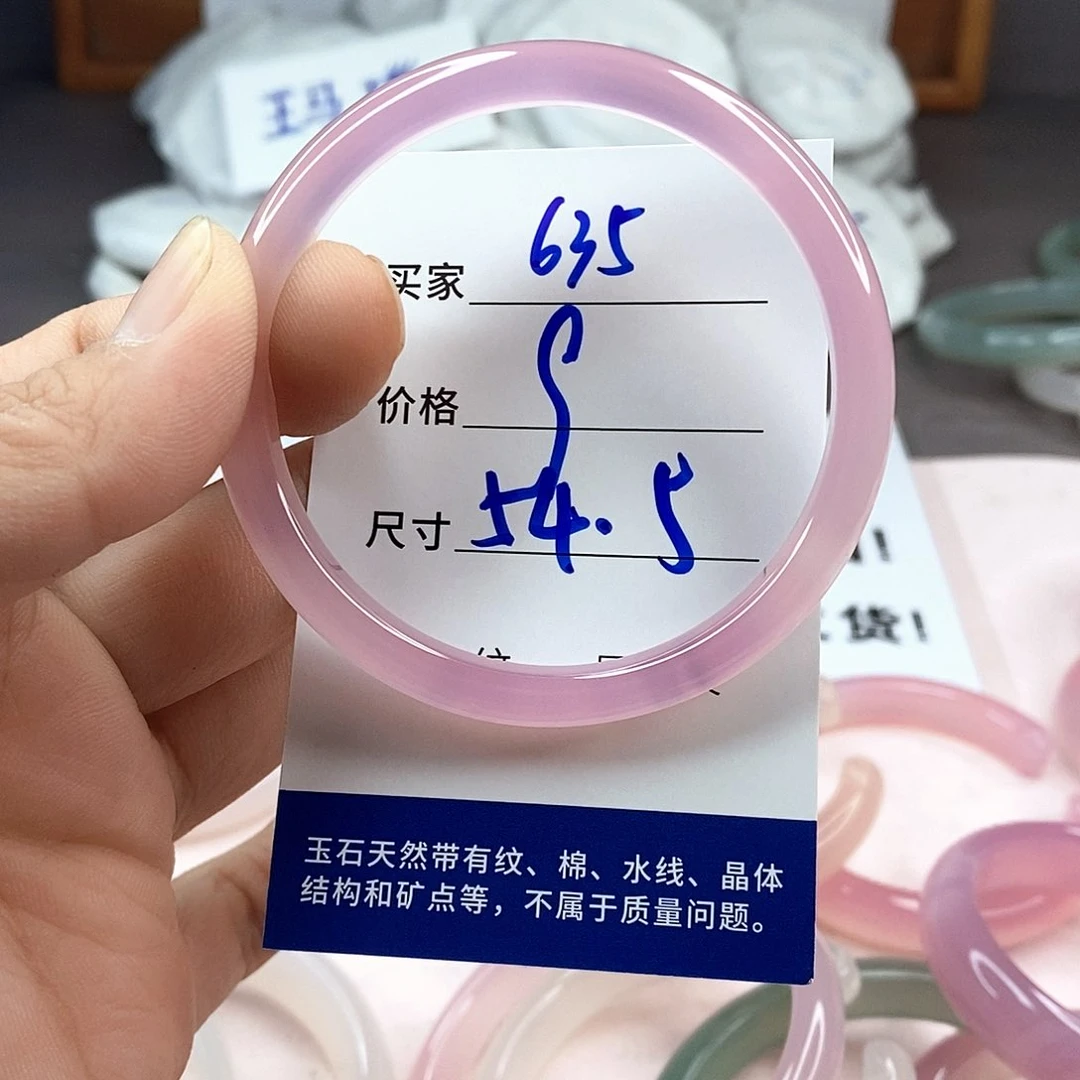 买家 635
价格
尺寸 54.5
玉石天然带有纹、棉、水线、晶体
结构和矿点等，不属于质量问题。
货!